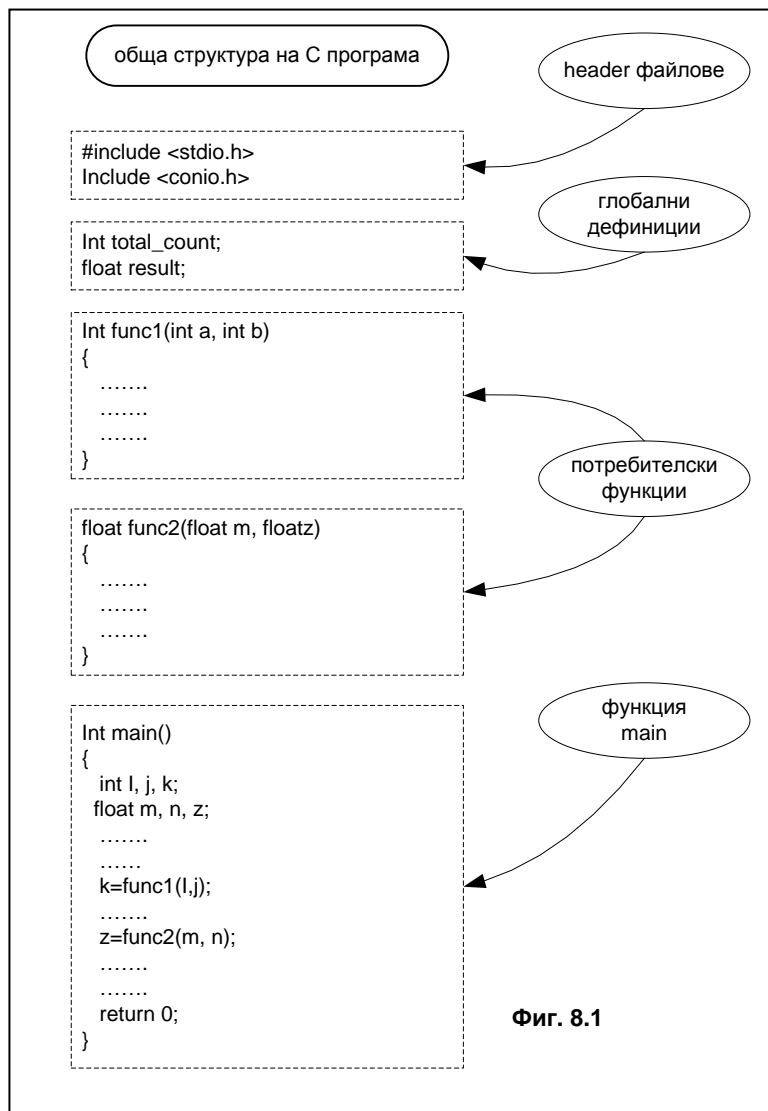 обща структура на С програма
header файлове
#include <stdio.h>
Include <conio.h>
глобални
дефиниции
Int total_count;
float result;
Int func1(int a, int b)
{
…….
…….
…….
}
потребителски
функции
float func2(float m, floatz)
{
…….
…….
…….
}
функция
main
Int main()
{
int I, j, k;
float m, n, z;
…….
……
k=func1(I,j);
…….
z=func2(m, n);
…….
…….
return 0;
}
Фиг. 8.1